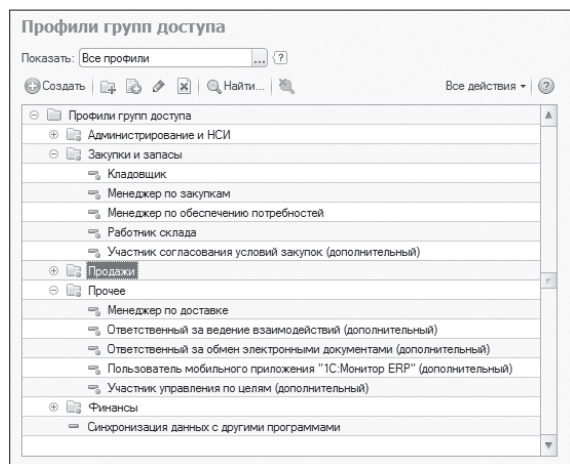 Профили групп доступа
Показать: Все профили ... ?
Создать Найти... Все действия ?
Профили групп доступа
Администрирование и НСИ
Закупки и запасы
Кладовщик
Менеджер по закупкам
Менеджер по обеспечению потребностей
Работник склада
Участник согласования условий закупок (дополнительный)
Продажи
Прочее
Менеджер по доставке
Ответственный за ведение взаимодействий (дополнительный)
Ответственный за обмен электронными документами (дополнительный)
Пользователь мобильного приложения "1С:Монитор ERP" (дополнительный)
Участник управления по целям (дополнительный)
Финансы
Синхронизация данных с другими программами